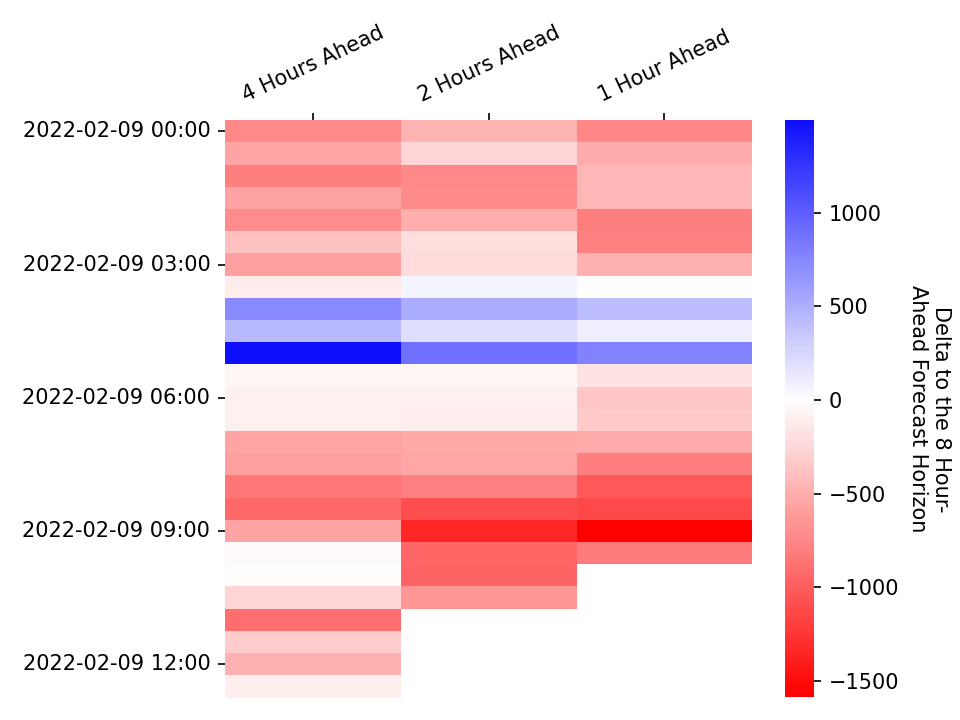 4 Hours Ahead
2 Hours Ahead
1 Hour Ahead
2022-02-09 00:00
2022-02-09 03:00
2022-02-09 06:00
2022-02-09 09:00
2022-02-09 12:00
1000
500
0
−500
−1000
−1500
Delta to the 8 Hour-
Ahead Forecast Horizon